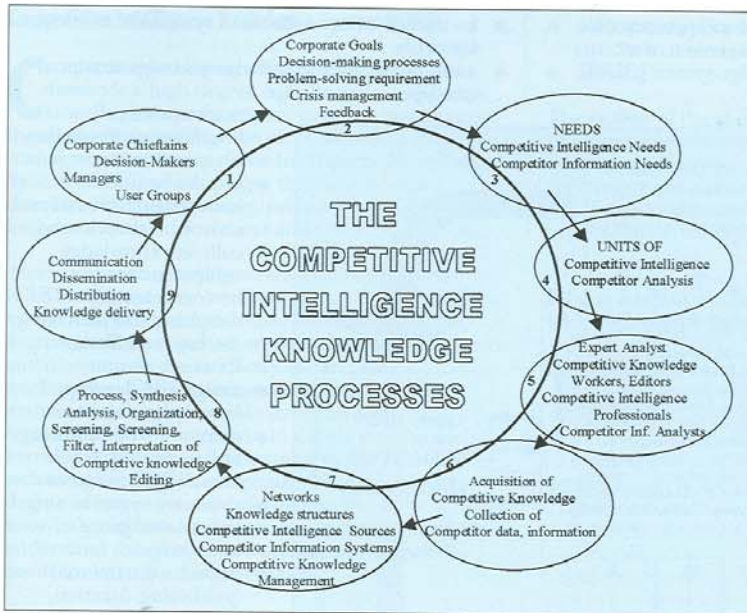 Corporate Goals
Decision-making processes
Problem-solving requirement
Crisis management
Feedback
2
Corporate Chieftains
Decision-Makers
Managers
User Groups
1
NEEDS
Competitive Intelligence Needs
Competitor Information Needs
3
THE
COMPETITIVE
INTELLIGENCE
KNOWLEDGE
PROCESSES
UNITS OF
Competitive Intelligence
Competitor Analysis
4
Communication
Dissemination
Distribution
Knowledge delivery
9
Expert Analyst
Competitive Knowledge
Workers, Editors
Competitive Intelligence
Professionals
Competitor Inf. Analysts
5
Process, Synthesis
Analysis, Organization,
Screening, Screening,
Filter, Interpretation of
Competive knowledge
Editing
8
6
Acquisition of
Competitive Knowledge
Collection of
Competitor data, information
7
Networks
Knowledge structures
Competitive Intelligence Sources
Competitor Information Systems
Competitive Knowledge
Management